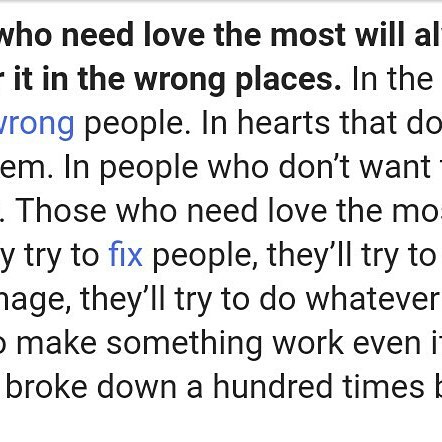 who need love the most will al
it in the wrong places. In the
wrong people. In hearts that do
em. In people who don’t want
. Those who need love the mo
y try to fix people, they’ll try to
nage, they’ll try to do whatever
o make something work even i
broke down a hundred times b